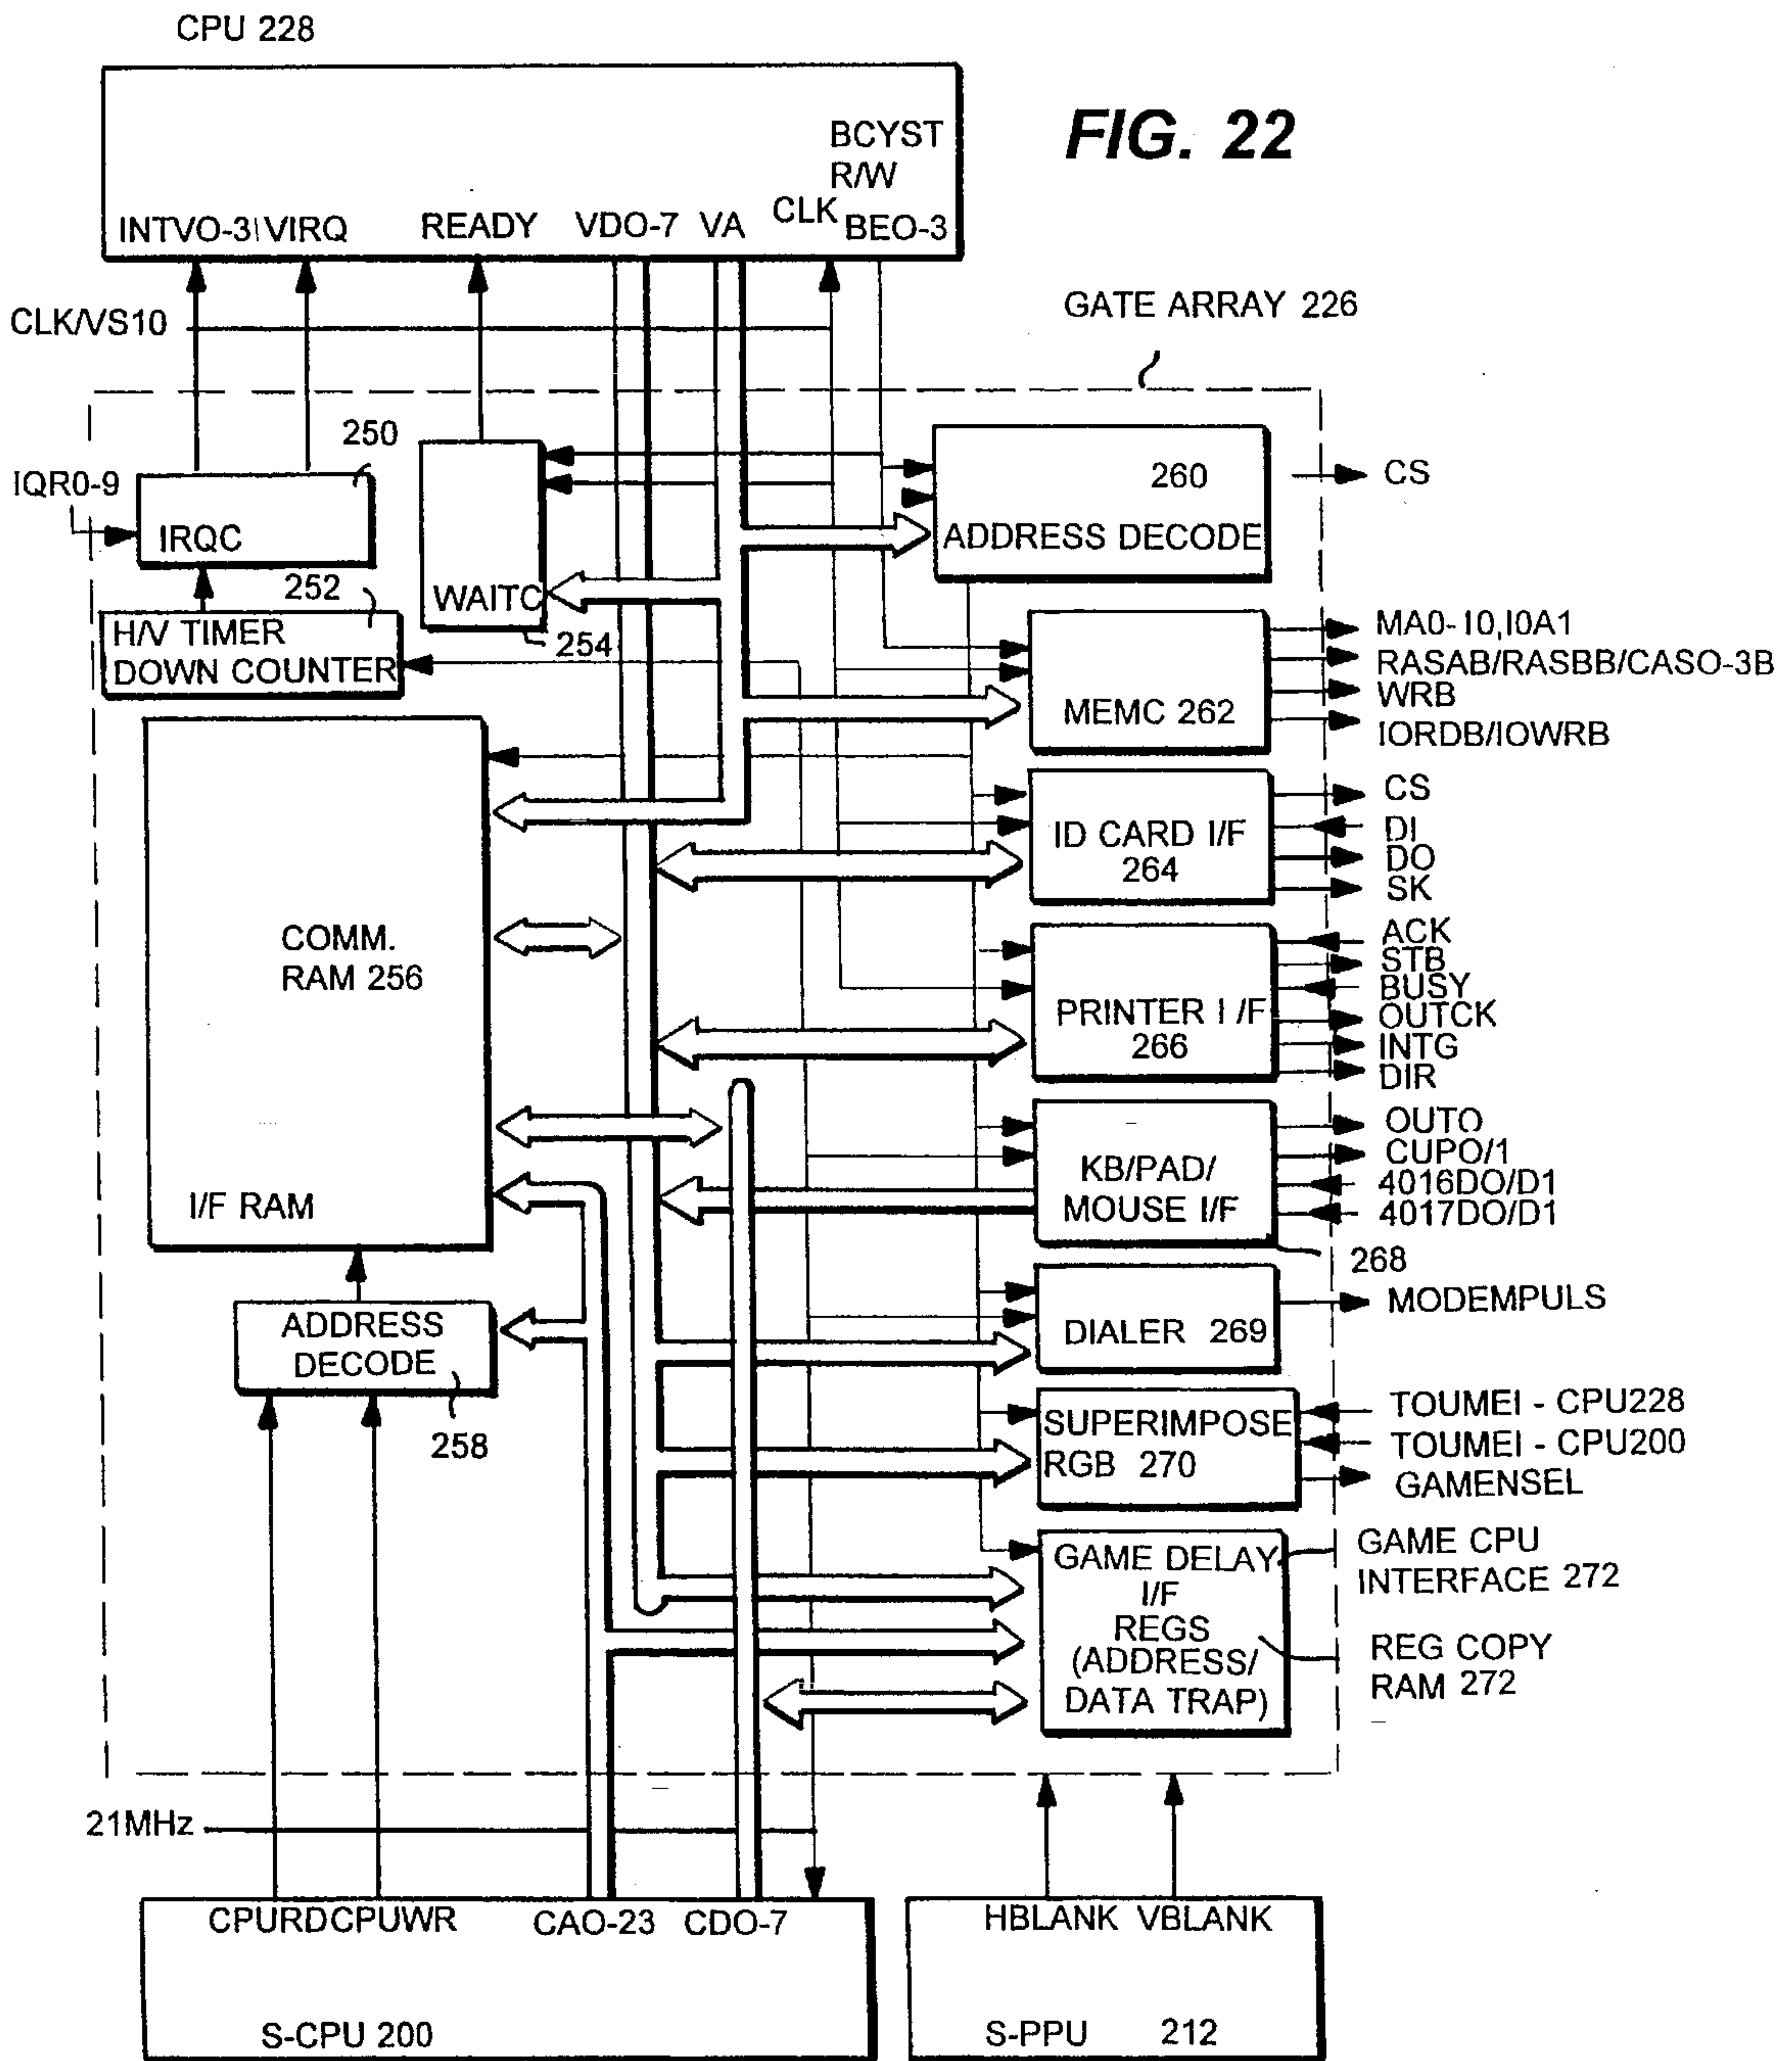 CPU 228
FIG. 22
BCYST
R/W
CLK
INTVO-3 VIRQ READY VDO-7 VA BEO-3
CLK/VS10
GATE ARRAY 226
250
IQR0-9
IRQC
252
H/V TIMER
DOWN COUNTER
WAITC
254
260
ADDRESS DECODE
CS
MEMC 262
MA0-10,I0A1
RASAB/RASBB/CASO-3B
WRB
IORDB/IOWRB
ID CARD I/F
264
CS
DI
DO
SK
COMM.
RAM 256
I/F RAM
PRINTER I/F
266
ACK
STB
BUSY
OUTCK
INTG
DIR
KB/PAD/
MOUSE I/F
268
OUTO
CUPO/1
4016DO/D1
4017DO/D1
ADDRESS
DECODE
258
DIALER 269
MODEMPULS
SUPERIMPOSE
RGB 270
TOUMEI - CPU228
TOUMEI - CPU200
GAMENSEL
GAME DELAY
I/F
REGS
(ADDRESS/
DATA TRAP)
GAME CPU
INTERFACE 272
REG COPY
RAM 272
21MHz
CPURD CPUWR CAO-23 CDO-7
S-CPU 200
HBLANK VBLANK
S-PPU 212